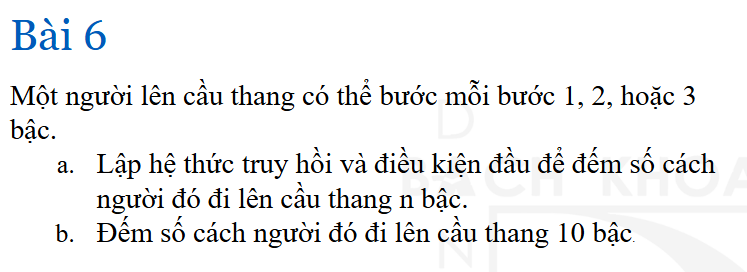 Bài 6
Một người lên cầu thang có thể bước mỗi bước 1, 2, hoặc 3
bậc.
a. Lập hệ thức truy hồi và điều kiện đầu để đếm số cách
người đó đi lên cầu thang n bậc.
b. Đếm số cách người đó đi lên cầu thang 10 bậc.